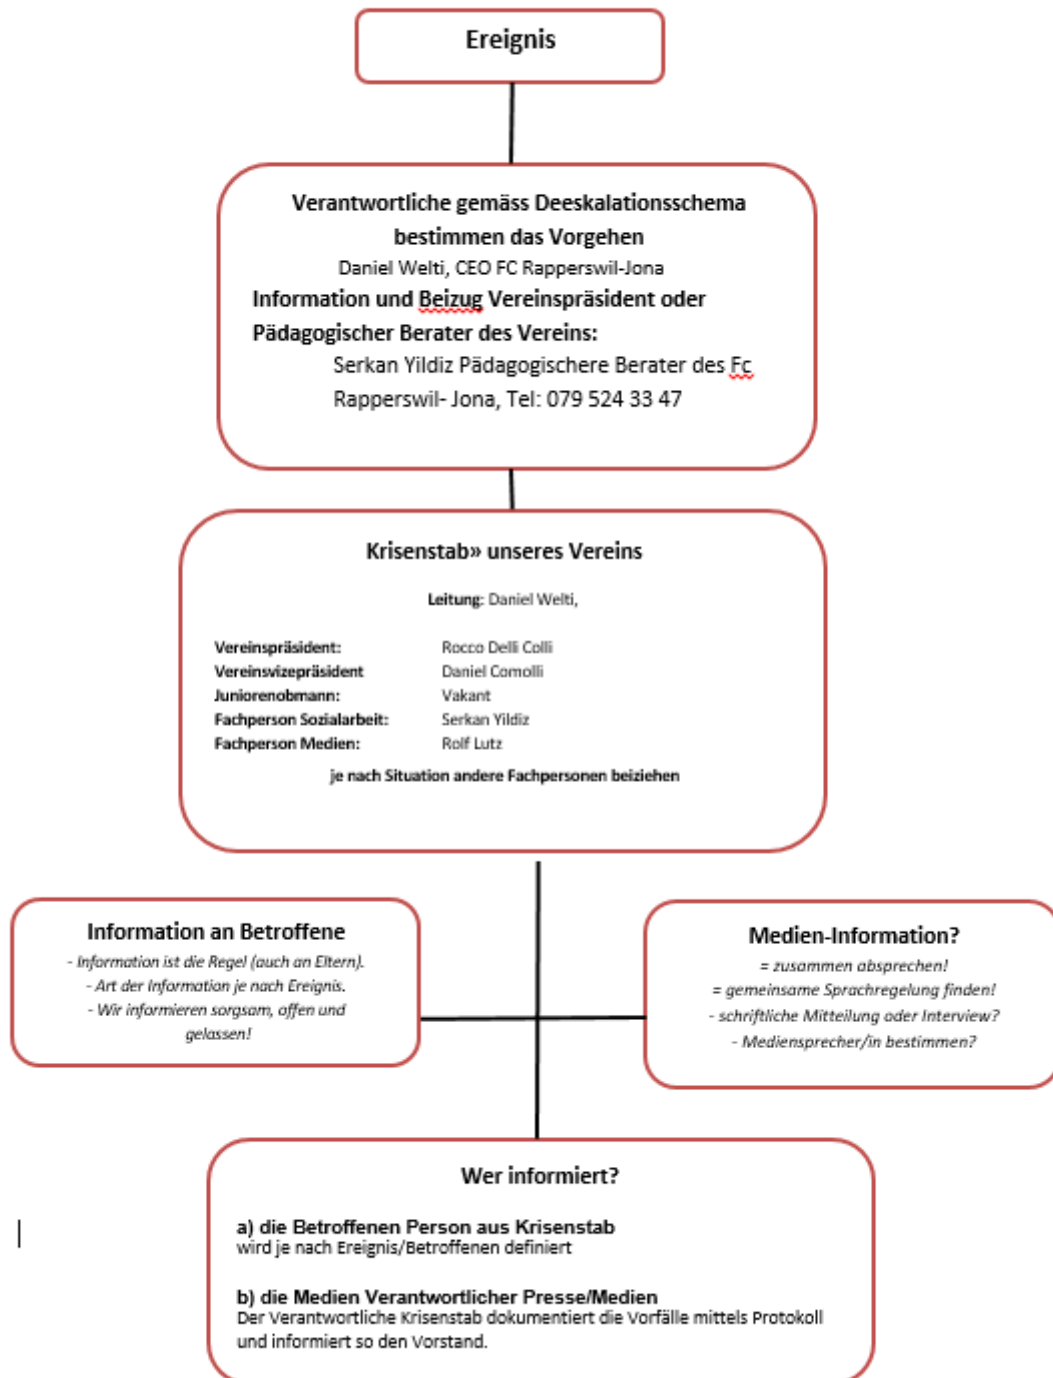 Ereignis
Verantwortliche gemäss Deeskalationsschema
bestimmen das Vorgehen
Daniel Welti, CEO FC Rapperswil-Jona
Information und Beizug Vereinspräsident oder
Pädagogischer Berater des Vereins:
Serkan Yildiz Pädagogischere Berater des Fc
Rapperswil- Jona, Tel: 079 524 33 47
Krisenstab» unseres Vereins
Leitung: Daniel Welti,
Vereinspräsident: Rocco Delli Colli
Vereinsvizepräsident Daniel Comolli
Juniorenobmann: Vakant
Fachperson Sozialarbeit: Serkan Yildiz
Fachperson Medien: Rolf Lutz
je nach Situation andere Fachpersonen beiziehen
Information an Betroffene
- Information ist die Regel (auch an Eltern).
- Art der Information je nach Ereignis.
- Wir informieren sorgsam, offen und
gelassen!
Medien-Information?
= zusammen absprechen!
= gemeinsame Sprachregelung finden!
- schriftliche Mitteilung oder Interview?
- Mediensprecher/in bestimmen?
Wer informiert?
a) die Betroffenen Person aus Krisenstab
wird je nach Ereignis/Betroffenen definiert
b) die Medien Verantwortlicher Presse/Medien
Der Verantwortliche Krisenstab dokumentiert die Vorfälle mittels Protokoll
und informiert so den Vorstand.